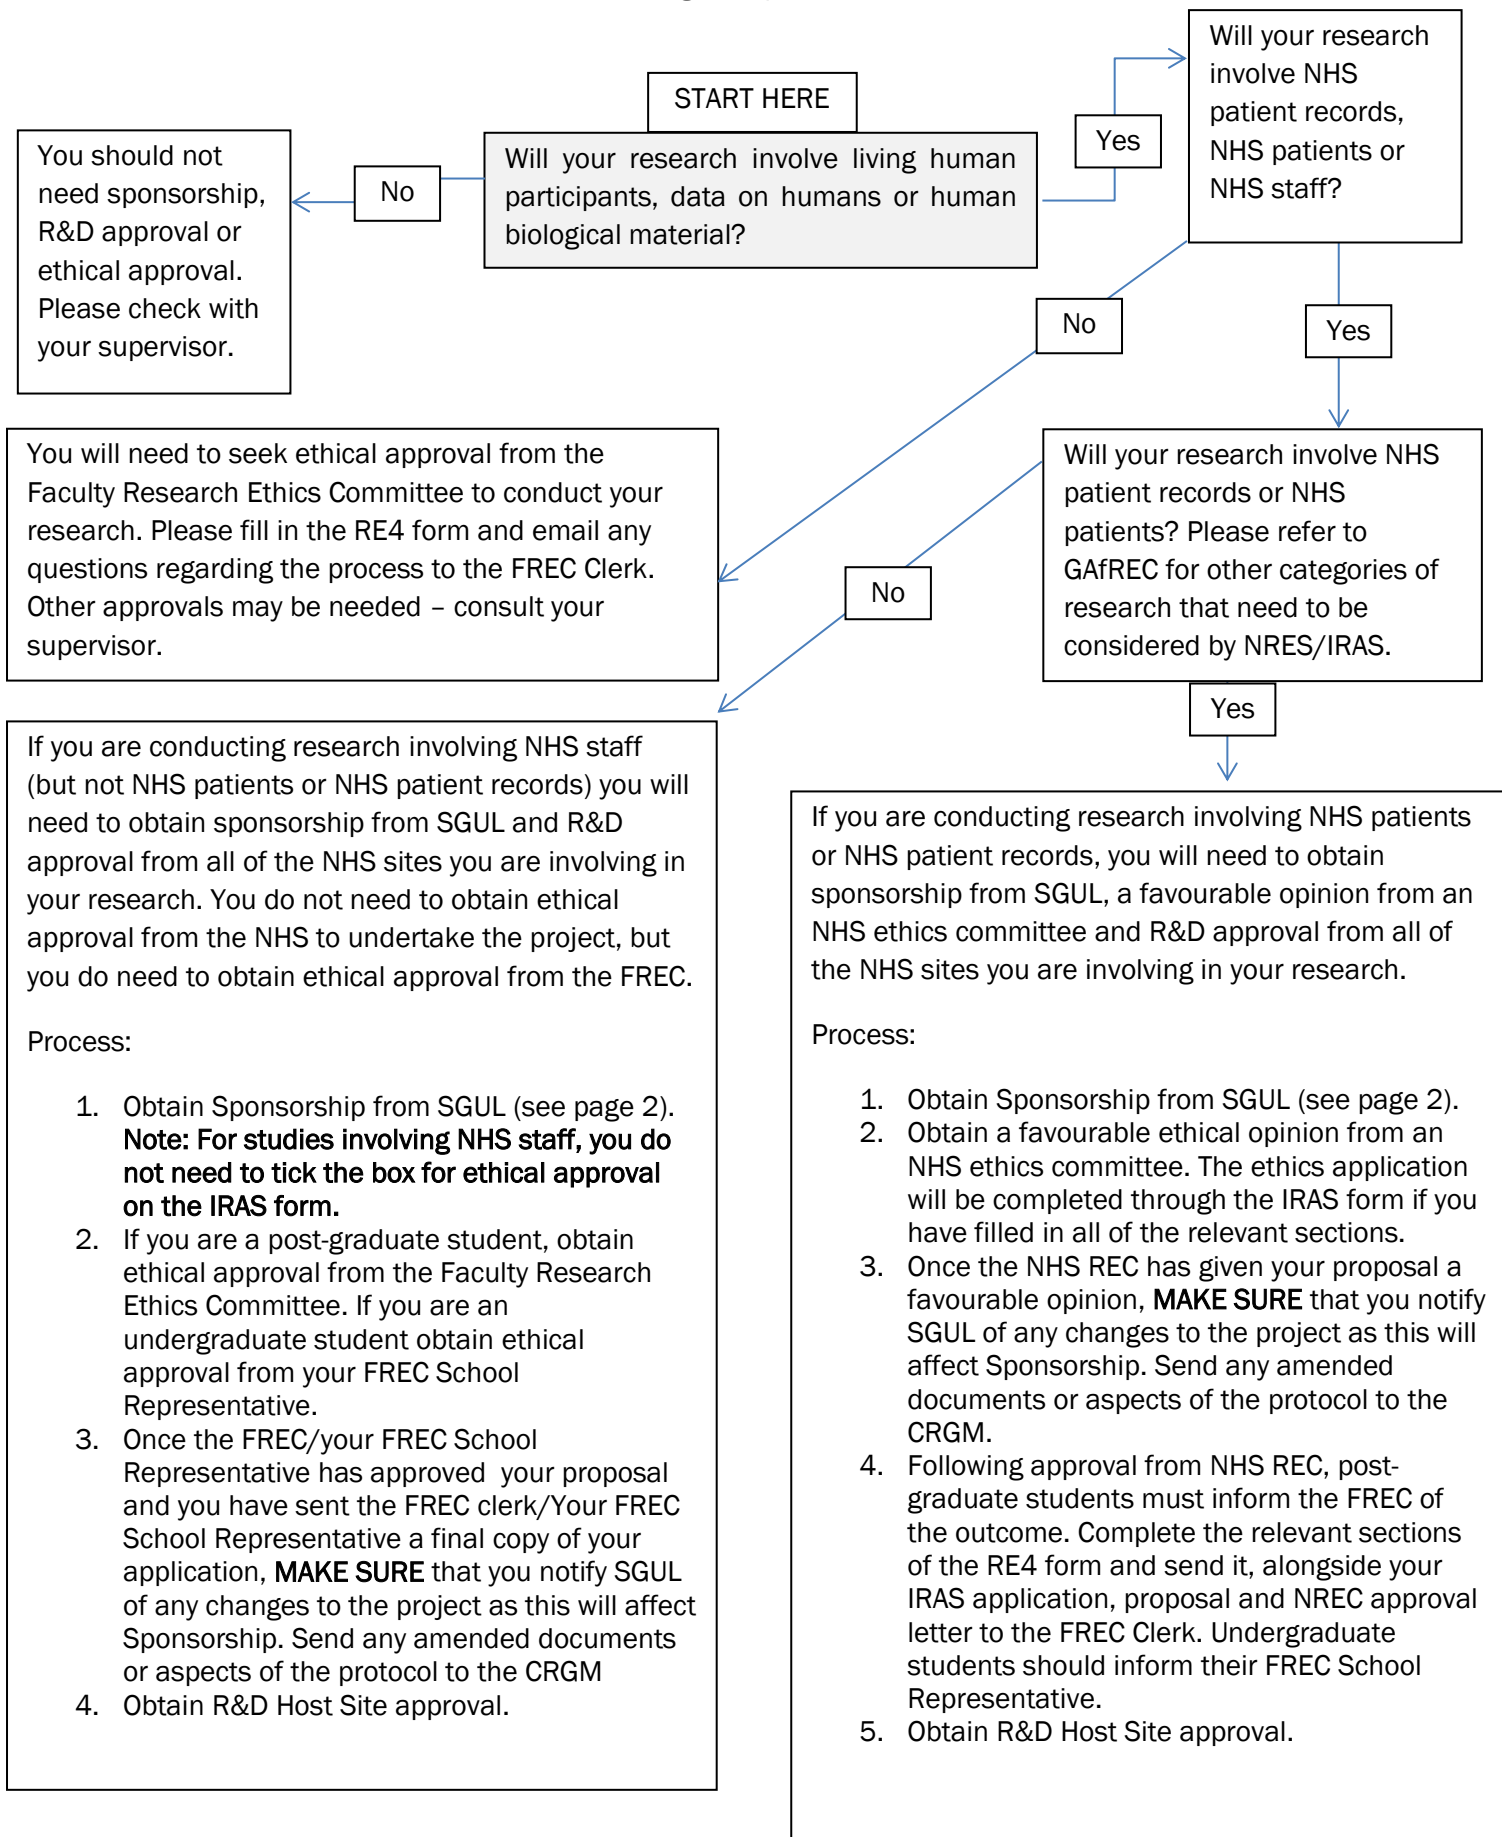 START HERE
Will your research involve living human
participants, data on humans or human
biological material?
No
You should not
need sponsorship,
R&D approval or
ethical approval.
Please check with
your supervisor.
Yes
Will your research
involve NHS
patient records,
NHS patients or
NHS staff?
No
Yes
You will need to seek ethical approval from the
Faculty Research Ethics Committee to conduct your
research. Please fill in the RE4 form and email any
questions regarding the process to the FREC Clerk.
Other approvals may be needed – consult your
supervisor.
Will your research involve NHS
patient records or NHS
patients? Please refer to
GAfREC for other categories of
research that need to be
considered by NRES/IRAS.
No
Yes
If you are conducting research involving NHS staff
(but not NHS patients or NHS patient records) you will
need to obtain sponsorship from SGUL and R&D
approval from all of the NHS sites you are involving in
your research. You do not need to obtain ethical
approval from the NHS to undertake the project, but
you do need to obtain ethical approval from the FREC.
Process:
1. Obtain Sponsorship from SGUL (see page 2).
Note: For studies involving NHS staff, you do
not need to tick the box for ethical approval
on the IRAS form.
2. If you are a post-graduate student, obtain
ethical approval from the Faculty Research
Ethics Committee. If you are an
undergraduate student obtain ethical
approval from your FREC School
Representative.
3. Once the FREC/your FREC School
Representative has approved your proposal
and you have sent the FREC clerk/Your FREC
School Representative a final copy of your
application, MAKE SURE that you notify SGUL
of any changes to the project as this will affect
Sponsorship. Send any amended documents
or aspects of the protocol to the CRGM
4. Obtain R&D Host Site approval.
If you are conducting research involving NHS patients
or NHS patient records, you will need to obtain
sponsorship from SGUL, a favourable opinion from an
NHS ethics committee and R&D approval from all of
the NHS sites you are involving in your research.
Process:
1. Obtain Sponsorship from SGUL (see page 2).
2. Obtain a favourable ethical opinion from an
NHS ethics committee. The ethics application
will be completed through the IRAS form if you
have filled in all of the relevant sections.
3. Once the NHS REC has given your proposal a
favourable opinion, MAKE SURE that you notify
SGUL of any changes to the project as this will
affect Sponsorship. Send any amended
documents or aspects of the protocol to the
CRGM.
4. Following approval from NHS REC, post-
graduate students must inform the FREC of
the outcome. Complete the relevant sections
of the RE4 form and send it, alongside your
IRAS application, proposal and NREC approval
letter to the FREC Clerk. Undergraduate
students should inform their FREC School
Representative.
5. Obtain R&D Host Site approval.